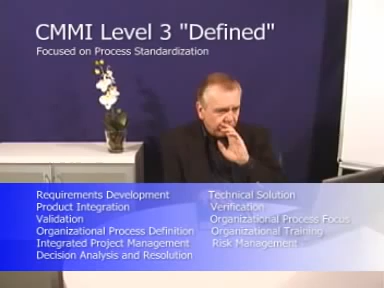 CMMI Level 3 "Defined"
Focused on Process Standardization
Requirements Development Technical Solution
Product Integration Verification
Validation Organizational Process Focus
Organizational Process Definition Organizational Training
Integrated Project Management Risk Management
Decision Analysis and Resolution